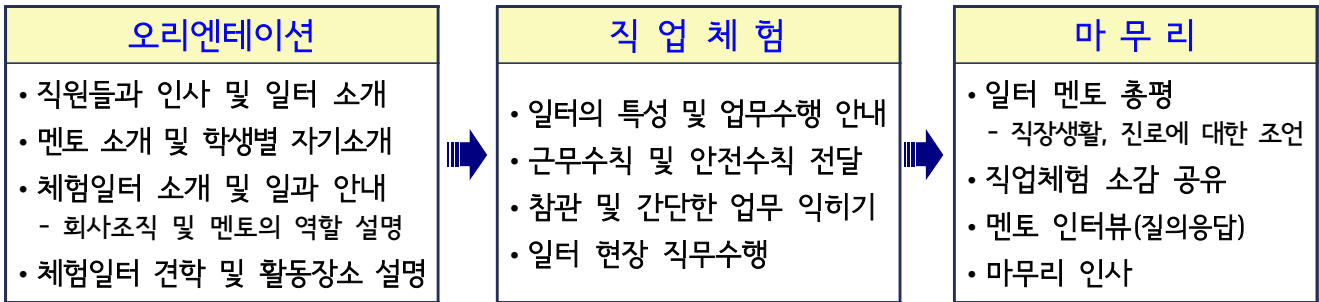 오리엔테이션
• 직원들과 인사 및 일터 소개
• 멘토 소개 및 학생별 자기소개
• 체험일터 소개 및 일과 안내
- 회사조직 및 멘토의 역할 설명
• 체험일터 견학 및 활동장소 설명
직 업 체 험
• 일터의 특성 및 업무수행 안내
• 근무수칙 및 안전수칙 전달
• 참관 및 간단한 업무 익히기
• 일터 현장 직무수행
마 무 리
• 일터 멘토 총평
- 직장생활, 진로에 대한 조언
• 직업체험 소감 공유
• 멘토 인터뷰(질의응답)
• 마무리 인사